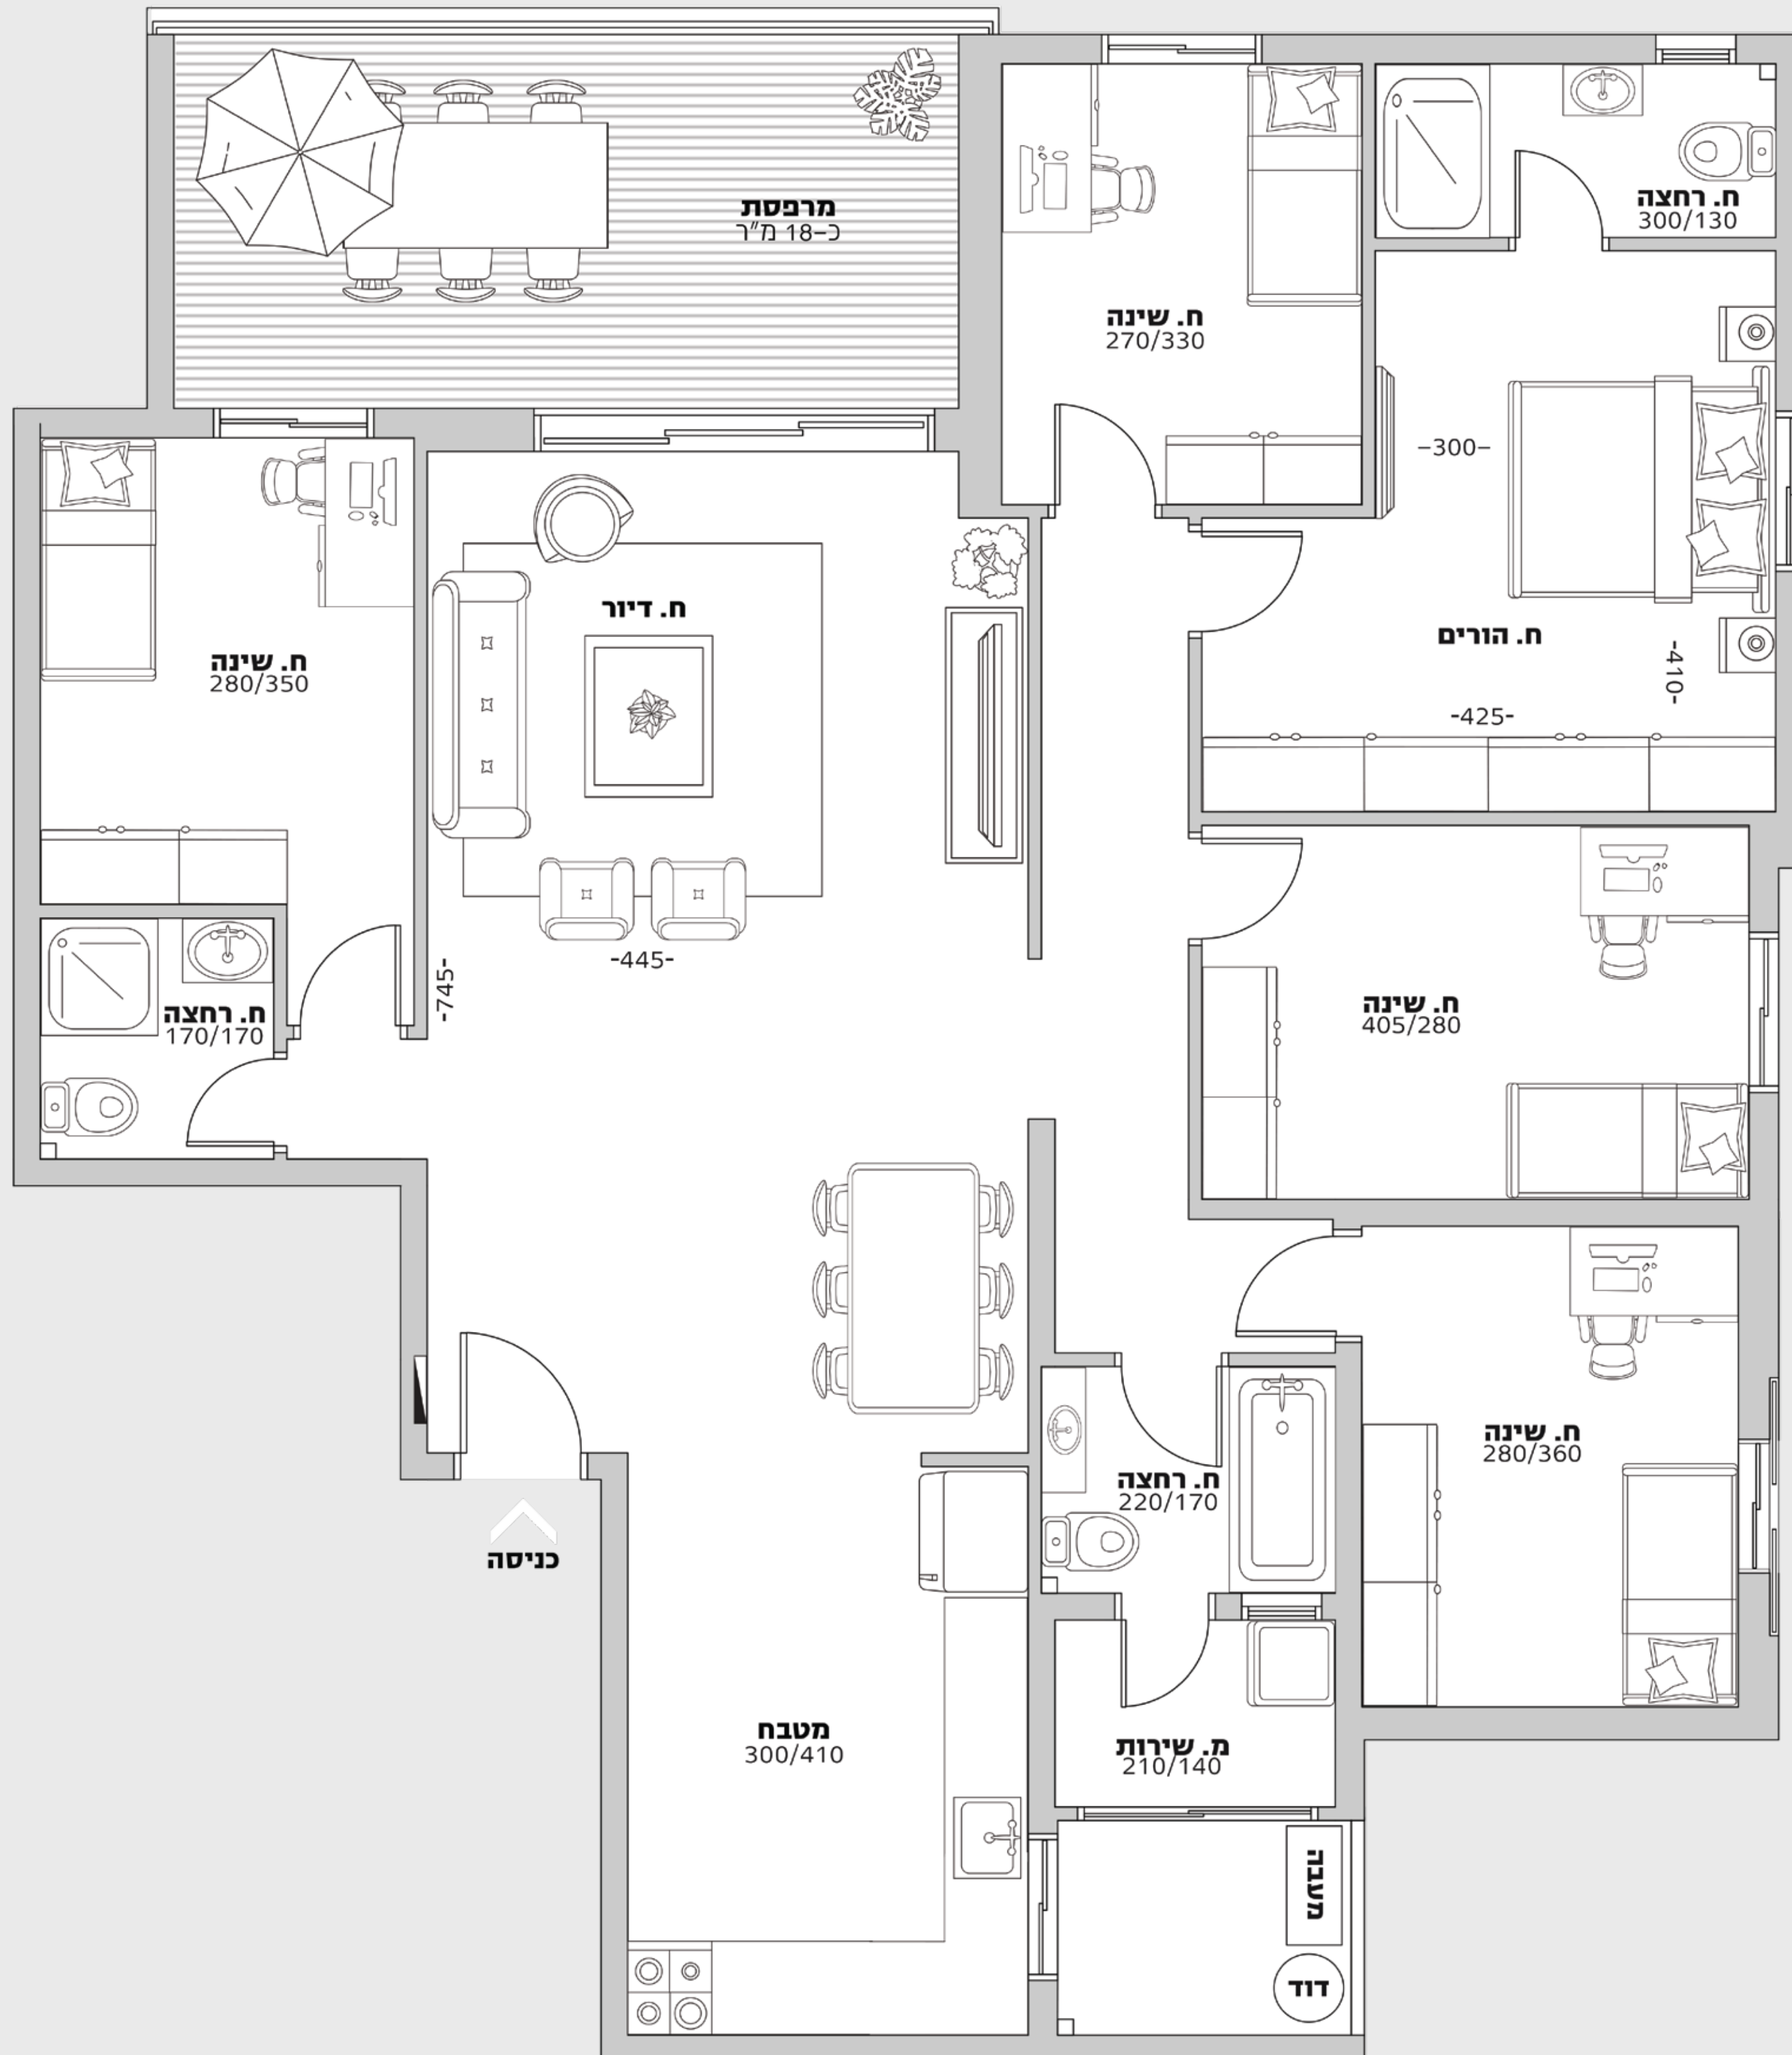 מרפסת
כ–18 מ"ר
ח. רחצה
300/130
ח. שינה
270/330
–300–
ח. דיור
ח. הורים
-410-
ח. שינה
280/350
-425-
-445-
-745-
ח. רחצה
170/170
ח. שינה
405/280
ח. שינה
280/360
ח. רחצה
220/170
כניסה
מטבח
300/410
מ. שירות
210/140
מעבה
דוד